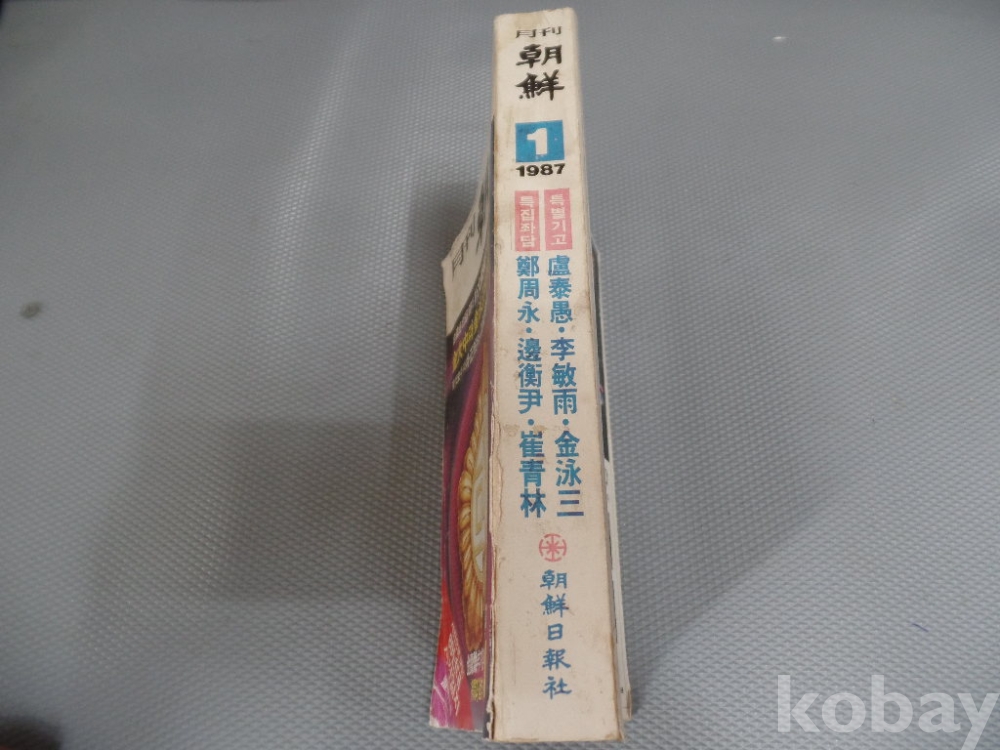 月刊
朝鮮
1
1987
특별기고
盧泰愚·李敏雨·金泳三
특집좌담
鄭周永·邊衡尹·崔青林
朝鮮日報社
kobay